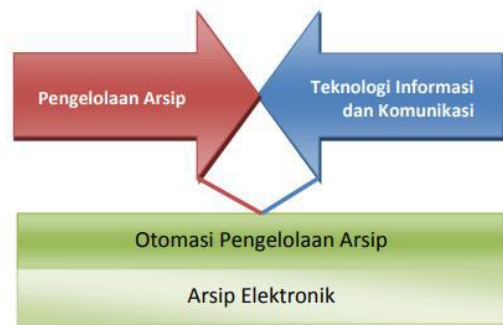 Pengelolaan Arsip
Teknologi Informasi
dan Komunikasi
Otomasi Pengelolaan Arsip
Arsip Elektronik